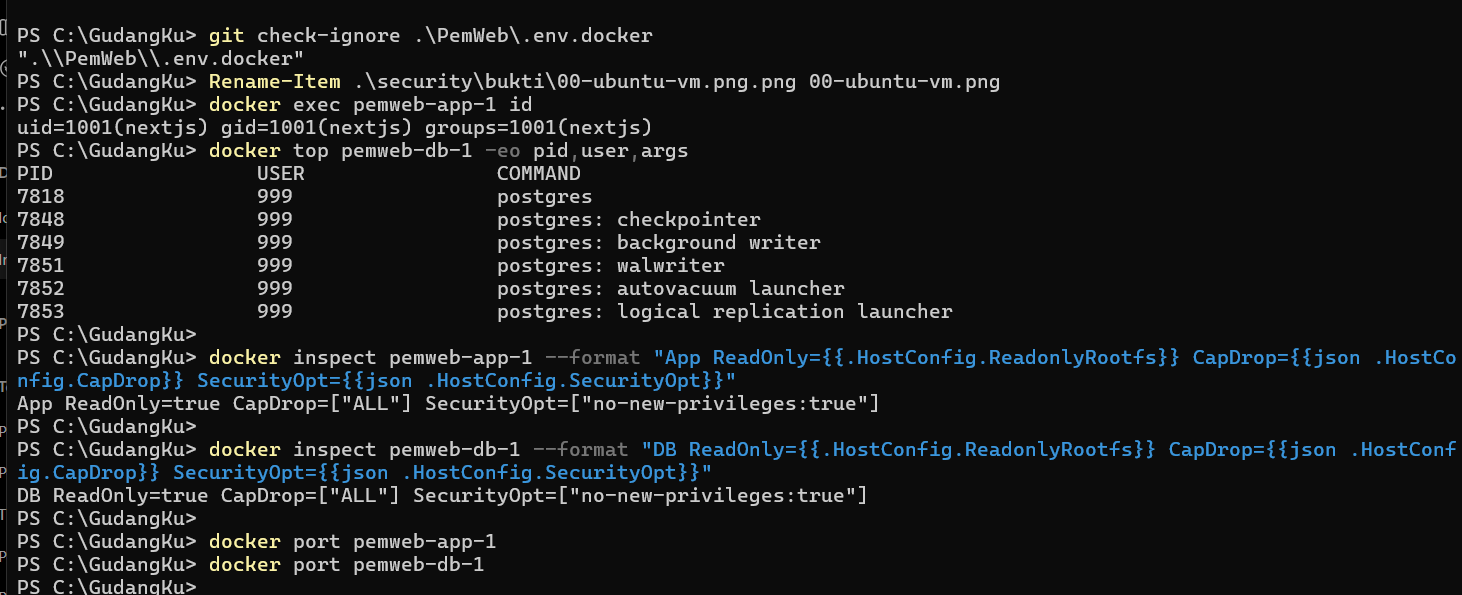 PS C:\GudangKu> git check-ignore .\PemWeb\.env.docker
".\\PemWeb\\.env.docker"
PS C:\GudangKu> Rename-Item .\security\bukti\00-ubuntu-vm.png.png 00-ubuntu-vm.png
PS C:\GudangKu> docker exec pemweb-app-1 id
uid=1001(nextjs) gid=1001(nextjs) groups=1001(nextjs)
PS C:\GudangKu> docker top pemweb-db-1 -eo pid,user,args
PID USER COMMAND
7818 999 postgres
7848 999 postgres: checkpointer
7849 999 postgres: background writer
7851 999 postgres: walwriter
7852 999 postgres: autovacuum launcher
7853 999 postgres: logical replication launcher
PS C:\GudangKu>
PS C:\GudangKu> docker inspect pemweb-app-1 --format "App ReadOnly={{.HostConfig.ReadonlyRootfs}} CapDrop={{json .HostCo
nfig.CapDrop}} SecurityOpt={{json .HostConfig.SecurityOpt}}"
App ReadOnly=true CapDrop=["ALL"] SecurityOpt=["no-new-privileges:true"]
PS C:\GudangKu>
PS C:\GudangKu> docker inspect pemweb-db-1 --format "DB ReadOnly={{.HostConfig.ReadonlyRootfs}} CapDrop={{json .HostConf
ig.CapDrop}} SecurityOpt={{json .HostConfig.SecurityOpt}}"
DB ReadOnly=true CapDrop=["ALL"] SecurityOpt=["no-new-privileges:true"]
PS C:\GudangKu>
PS C:\GudangKu> docker port pemweb-app-1
PS C:\GudangKu> docker port pemweb-db-1
PS C:\GudangKu>